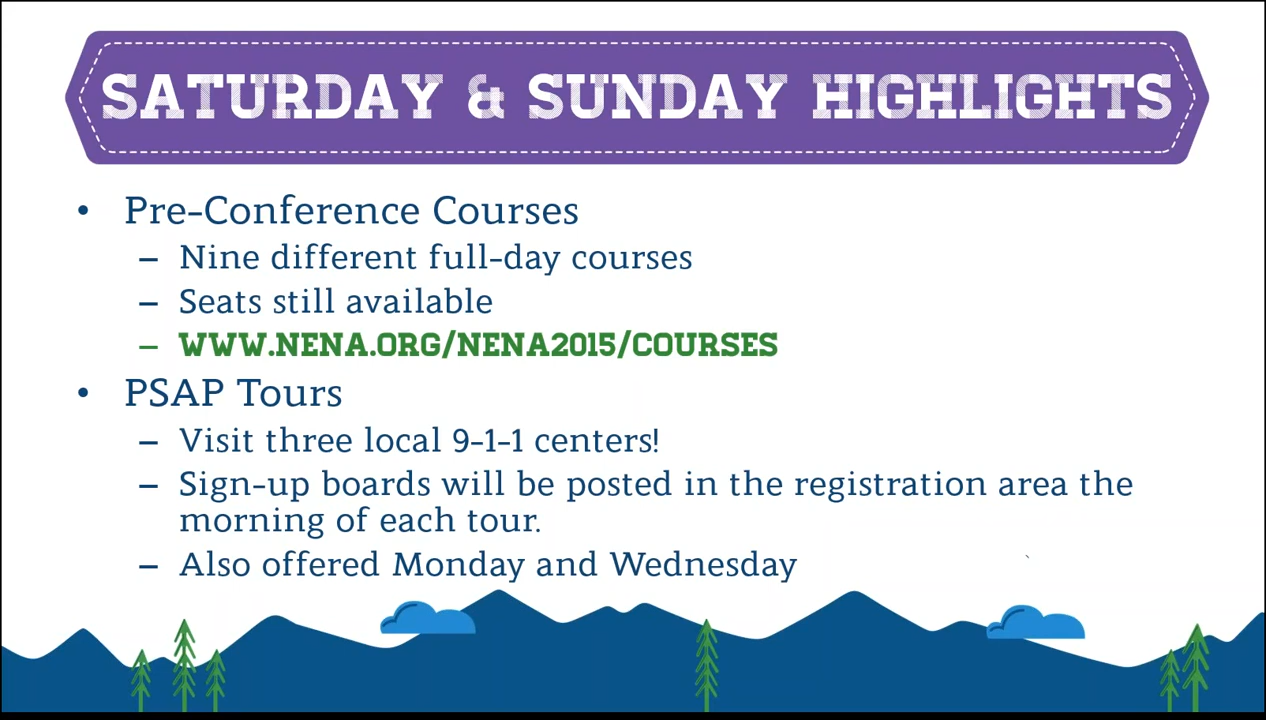 SATURDAY & SUNDAY HIGHLIGHTS
• Pre-Conference Courses
– Nine different full-day courses
– Seats still available
– WWW.NENA.ORG/NENA2015/COURSES
• PSAP Tours
– Visit three local 9-1-1 centers!
– Sign-up boards will be posted in the registration area the
morning of each tour.
– Also offered Monday and Wednesday